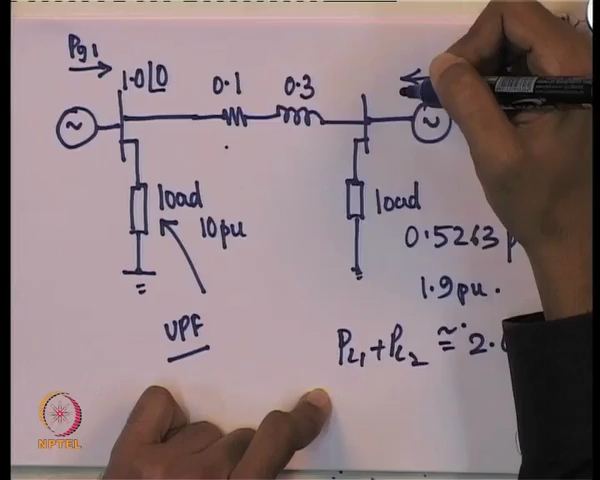 Pg1
1.0∠0
0.1
0.3
load
10pu
load
0.5263
1.9pu.
UPF
PL1+PL2 ≅ 2.
NPTEL